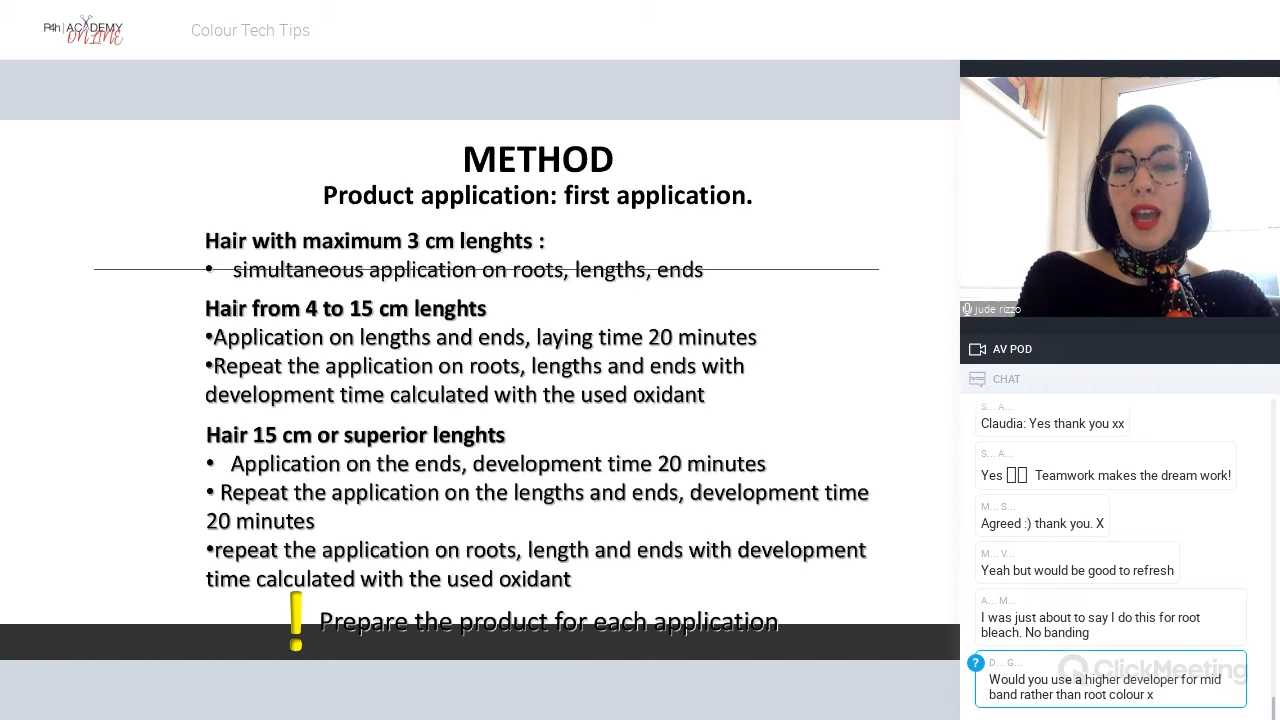 P4h | ACADEMY
ONLINE
Colour Tech Tips
METHOD
Product application: first application.
Hair with maximum 3 cm lenghts :
• simultaneous application on roots, lengths, ends
Hair from 4 to 15 cm lenghts
•Application on lengths and ends, laying time 20 minutes
•Repeat the application on roots, lengths and ends with
development time calculated with the used oxidant
Hair 15 cm or superior lenghts
• Application on the ends, development time 20 minutes
• Repeat the application on the lengths and ends, development time
20 minutes
•repeat the application on roots, length and ends with development
time calculated with the used oxidant
! Prepare the product for each application
jude rizzo
AV POD
CHAT
S... A...
Claudia: Yes thank you xx
S... A...
Yes Teamwork makes the dream work!
M... S...
Agreed :) thank you. X
M... V...
Yeah but would be good to refresh
A... M...
I was just about to say I do this for root
bleach. No banding
? D... G...
Would you use a higher developer for mid
band rather than root colour x
ClickMeeting